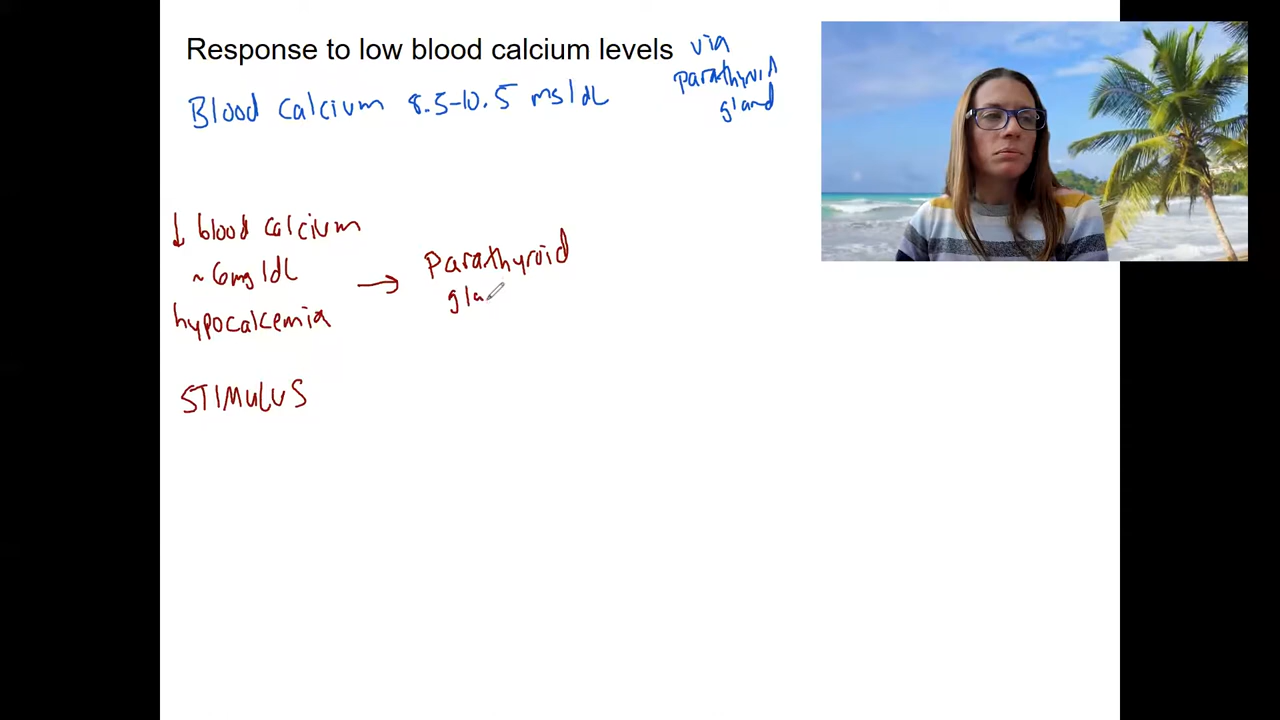 Response to low blood calcium levels via
parathyroid
gland
Blood Calcium 8.5-10.5 mg/dL
↓ blood calcium
~6mg/dL
hypocalcemia
→ Parathyroid
gla
STIMULUS